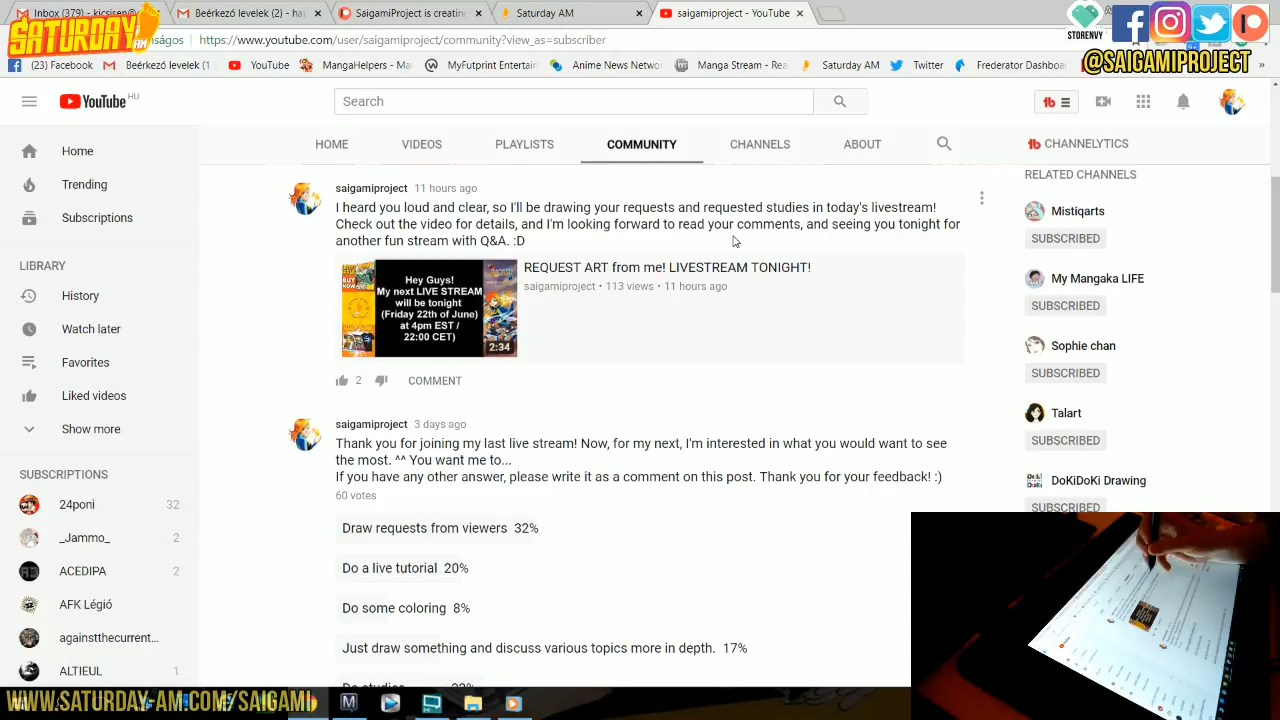 Inbox (379) - kicsisen@
Beérkező levelek (2) - ha
SaigamiProject is creatin
Saturday AM
saigamiproject - YouTube
SATURDAY AM
ságos
https://www.youtube.com/user/saigamiproject/community?view_as=subscriber
STORENVY
(23) Facebook
Beérkező levelek (1
YouTube
MangaHelpers - Ma
MyFutprin
Anime News Netwo
Manga Stream - Rea
Saturday AM
Twitter
Frederator Dashboa
»
@SAIGAMIPROJECT
YouTube HU
Search
HOME
VIDEOS
PLAYLISTS
COMMUNITY
CHANNELS
ABOUT
CHANNELYTICS
Home
Trending
Subscriptions
LIBRARY
History
Watch later
Favorites
Liked videos
Show more
SUBSCRIPTIONS
24poni 32
_Jammo_ 2
ACEDIPA 2
AFK Légió
againstthecurrent...
ALTIEUL 1
saigamiproject 11 hours ago
I heard you loud and clear, so I'll be drawing your requests and requested studies in today's livestream!
Check out the video for details, and I'm looking forward to read your comments, and seeing you tonight for
another fun stream with Q&A. :D
Hey Guys!
My next LIVE STREAM
will be tonight
(Friday 22th of June)
at 4pm EST /
22:00 CET)
2:34
REQUEST ART from me! LIVESTREAM TONIGHT!
saigamiproject • 113 views • 11 hours ago
2
COMMENT
saigamiproject 3 days ago
Thank you for joining my last live stream! Now, for my next, I'm interested in what you would want to see
the most. ^^ You want me to...
If you have any other answer, please write it as a comment on this post. Thank you for your feedback! :)
60 votes
Draw requests from viewers 32%
Do a live tutorial 20%
Do some coloring 8%
Just draw something and discuss various topics more in depth. 17%
RELATED CHANNELS
Mistiqarts
SUBSCRIBED
My Mangaka LIFE
SUBSCRIBED
Sophie chan
SUBSCRIBED
Talart
SUBSCRIBED
DoKiDoKi Drawing
SUBSCRIBED
WWW.SATURDAY-AM.COM/SAIGAMI